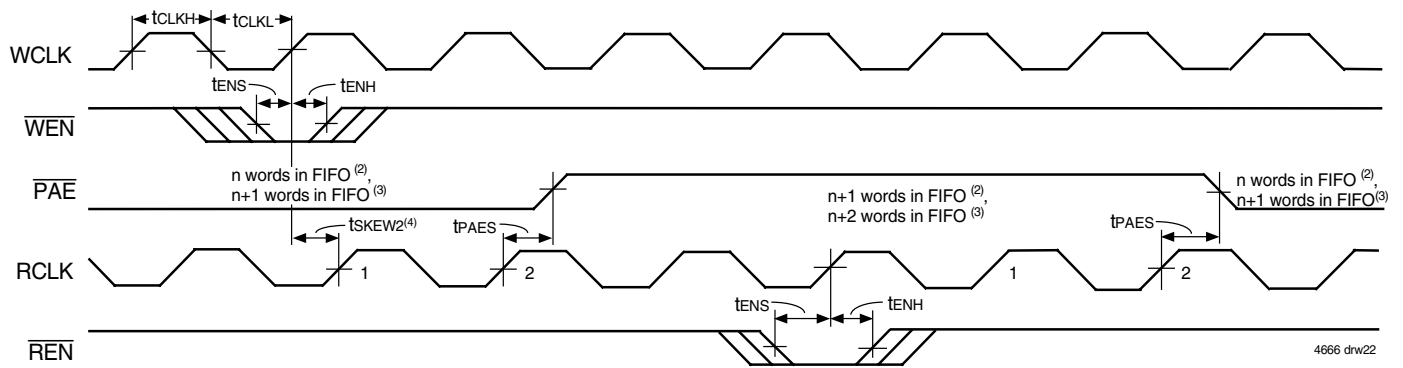 tCLKH
tCLKL
WCLK
tENS
tENH
WEN
n words in FIFO (2),
n+1 words in FIFO (3)
PAE
n+1 words in FIFO (2),
n+2 words in FIFO (3)
n words in FIFO (2),
n+1 words in FIFO(3)
tSKEW2(4)
tPAES
tPAES
RCLK
1
2
1
2
tENS
tENH
REN
4666 drw22